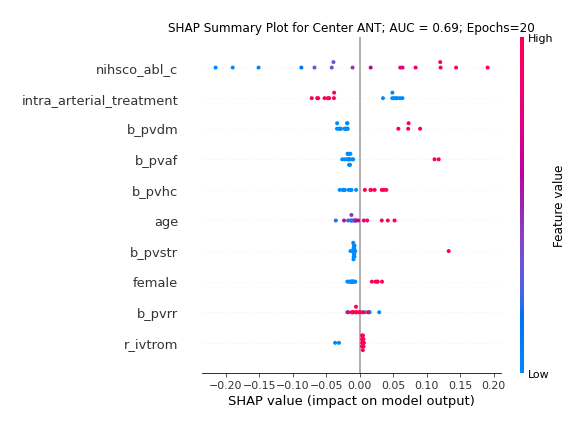 SHAP Summary Plot for Center ANT; AUC = 0.69; Epochs=20
High
nihsco_abl_c
intra_arterial_treatment
b_pvdm
b_pvaf
b_pvhc
age
b_pvstr
female
b_pvrr
r_ivtrom
Feature value
Low
−0.20 −0.15 −0.10 −0.05 0.00 0.05 0.10 0.15 0.20
SHAP value (impact on model output)